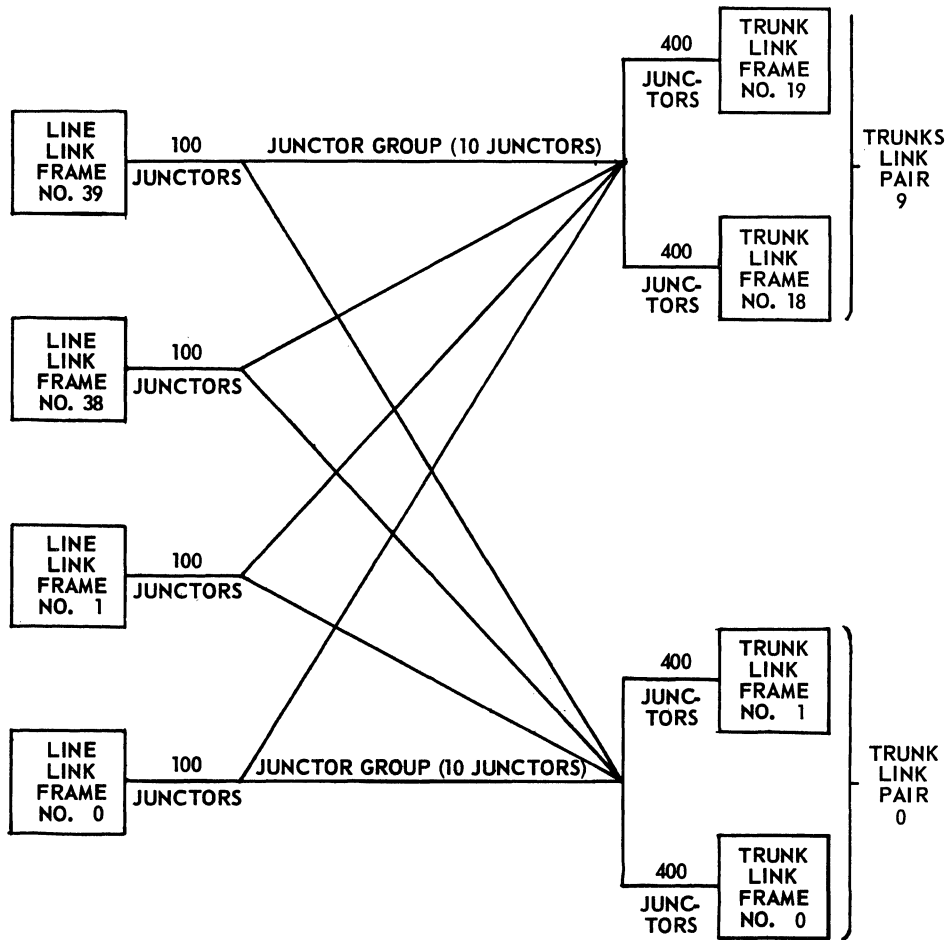 400
JUNC-
TORS
TRUNK
LINK
FRAME
NO. 19
TRUNKS
LINK
PAIR
9
LINE
LINK
FRAME
NO. 39
100
JUNCTORS
JUNCTOR GROUP (10 JUNCTORS)
400
JUNC-
TORS
TRUNK
LINK
FRAME
NO. 18
LINE
LINK
FRAME
NO. 38
100
JUNCTORS
LINE
LINK
FRAME
NO. 1
100
JUNCTORS
400
JUNC-
TORS
TRUNK
LINK
FRAME
NO. 1
TRUNK
LINK
PAIR
0
LINE
LINK
FRAME
NO. 0
100
JUNCTORS
JUNCTOR GROUP (10 JUNCTORS)
400
JUNC-
TORS
TRUNK
LINK
FRAME
NO. 0